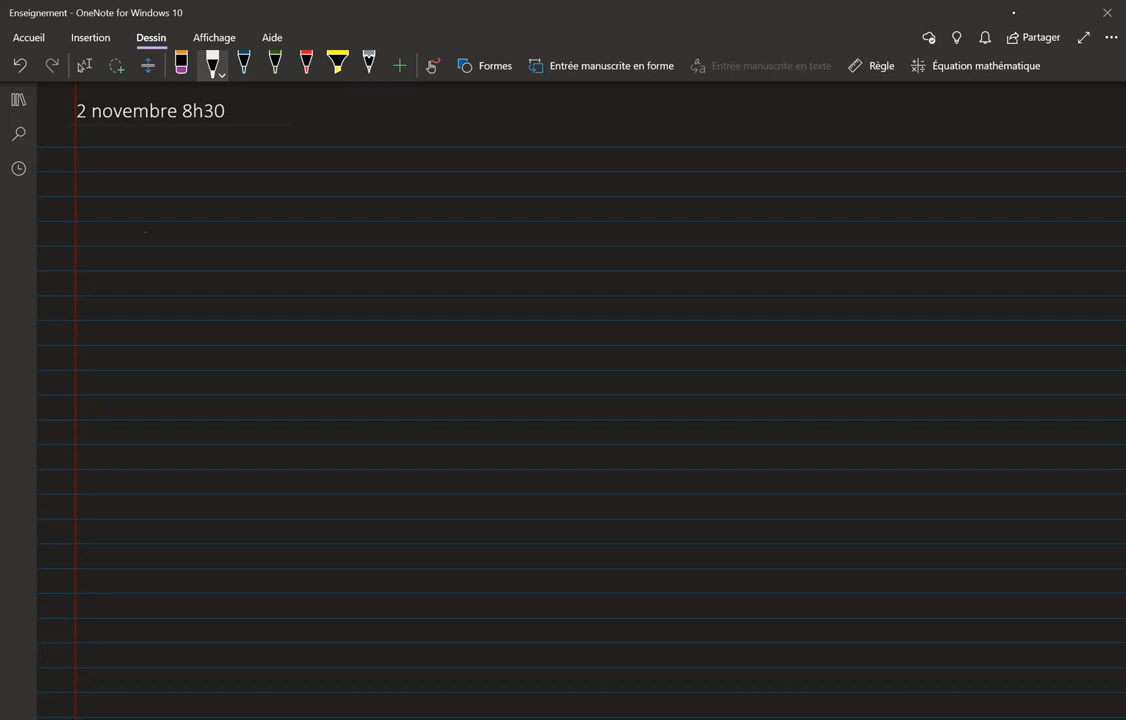 Enseignement - OneNote for Windows 10
Accueil Insertion Dessin Affichage Aide Partager
Formes Entrée manuscrite en forme Entrée manuscrite en texte Règle Équation mathématique
2 novembre 8h30